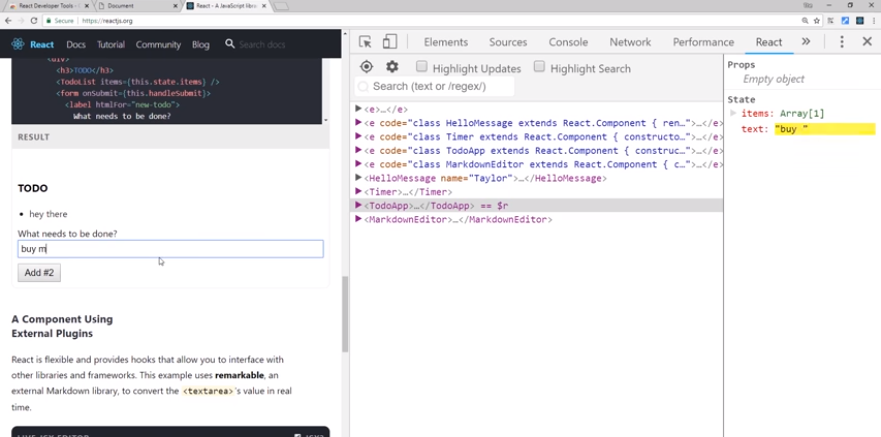 React Developer Tools -
Document
React - A JavaScript libra
Secure
https://reactjs.org
React
Docs
Tutorial
Community
Blog
Search docs
<div>
<h3>TODO</h3>
<TodoList items={this.state.items} />
<form onSubmit={this.handleSubmit}>
<label htmlFor="new-todo">
What needs to be done?
RESULT
TODO
hey there
What needs to be done?
buy m
Add #2
A Component Using
External Plugins
React is flexible and provides hooks that allow you to interface with
other libraries and frameworks. This example uses remarkable, an
external Markdown library, to convert the <textarea>'s value in real
time.
Elements
Sources
Console
Network
Performance
React
»
Highlight Updates
Highlight Search
Search (text or /regex/)
<e>…</e>
<e code="class HelloMessage extends React.Component { ren…">…</e>
<e code="class Timer extends React.Component { constructo…">…</e>
<e code="class TodoApp extends React.Component { construc…">…</e>
<e code="class MarkdownEditor extends React.Component { c…">…</e>
<HelloMessage name="Taylor">…</HelloMessage>
<Timer>…</Timer>
<TodoApp>…</TodoApp> == $r
<MarkdownEditor>…</MarkdownEditor>
Props
Empty object
State
items: Array[1]
text: "buy "